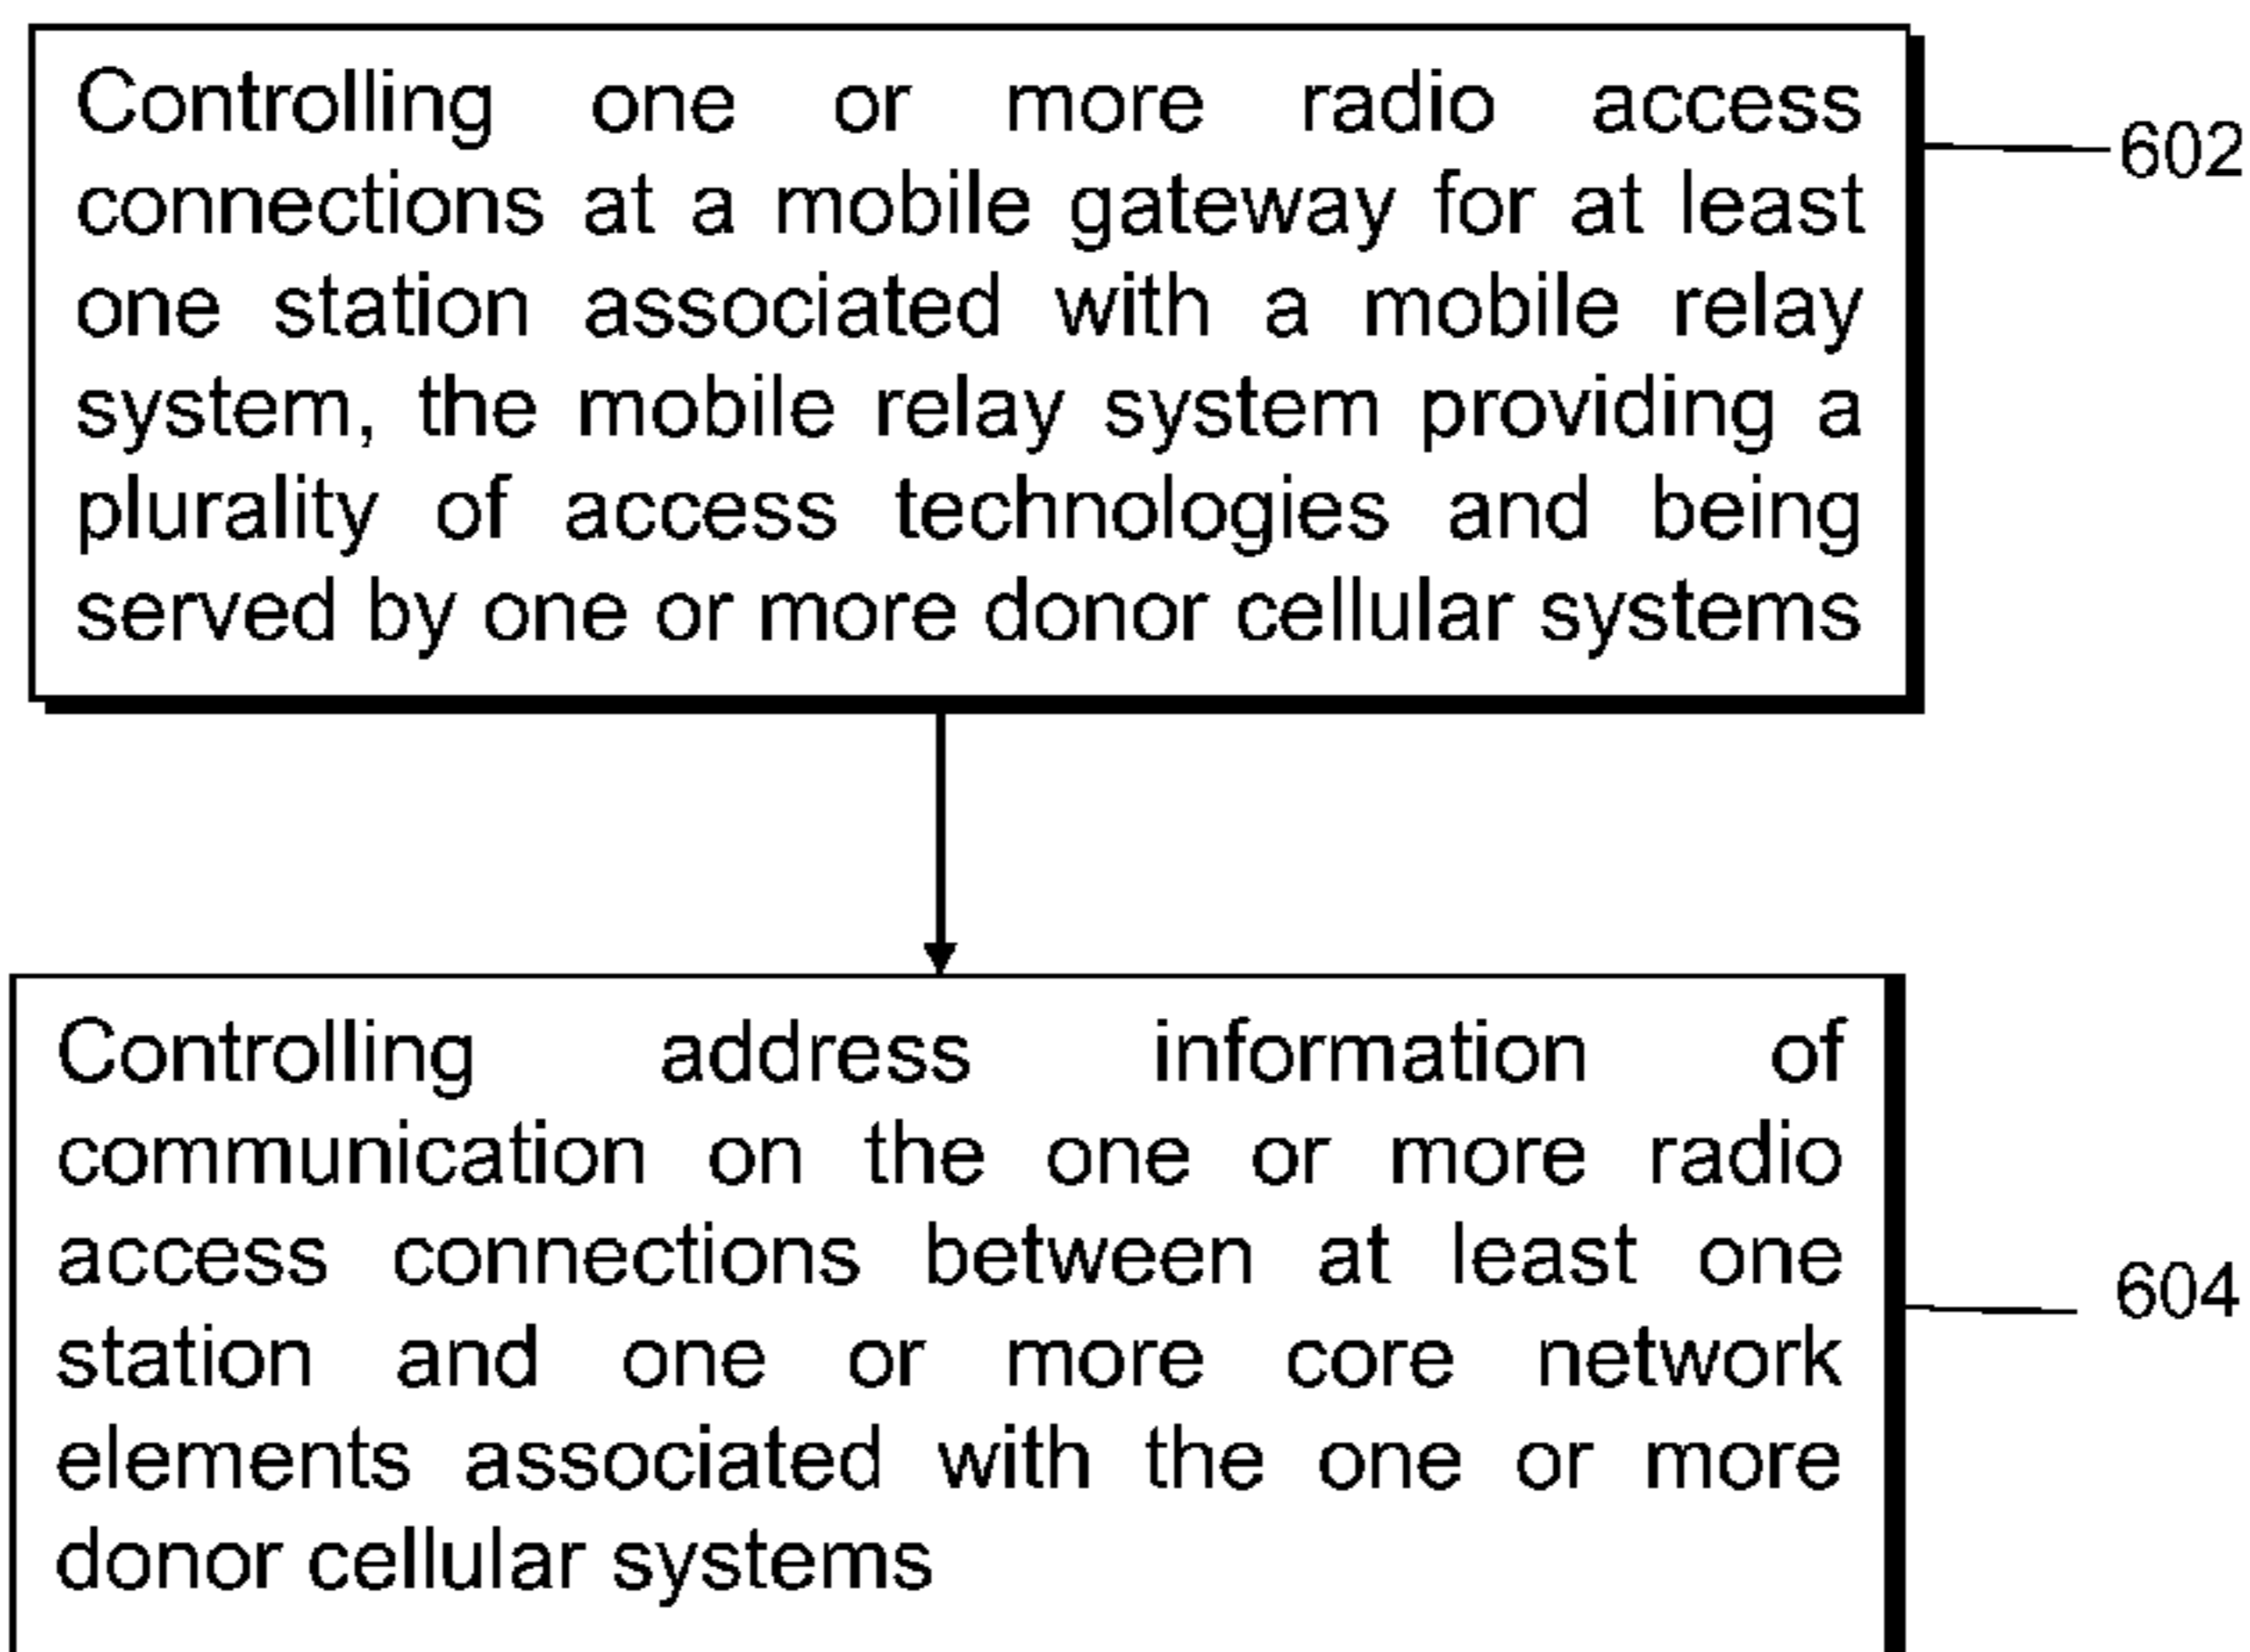 Controlling one or more radio access
connections at a mobile gateway for at least
one station associated with a mobile relay
system, the mobile relay system providing a
plurality of access technologies and being
served by one or more donor cellular systems
602
Controlling address information of
communication on the one or more radio
access connections between at least one
station and one or more core network
elements associated with the one or more
donor cellular systems
604